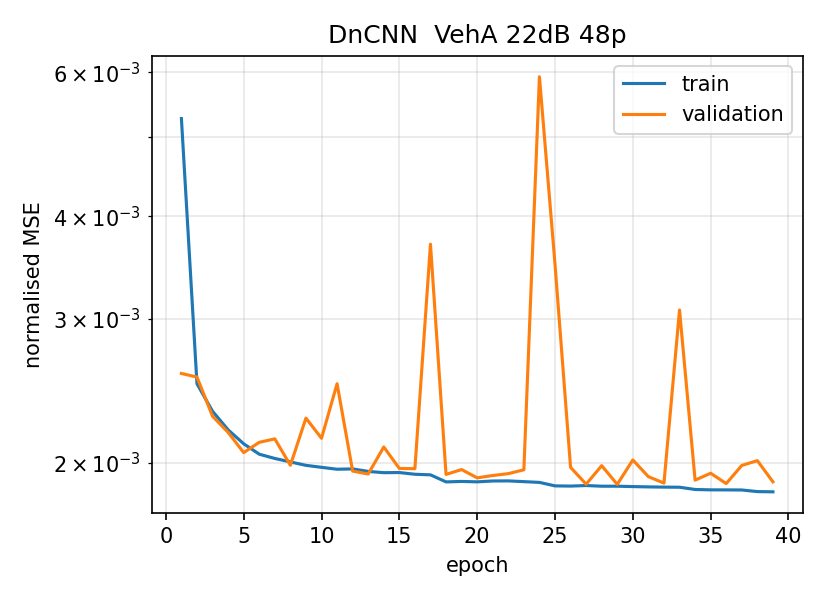 DnCNN  VehA 22dB 48p
train
validation
normalised MSE
6 × 10⁻³
4 × 10⁻³
3 × 10⁻³
2 × 10⁻³
0 5 10 15 20 25 30 35 40
epoch